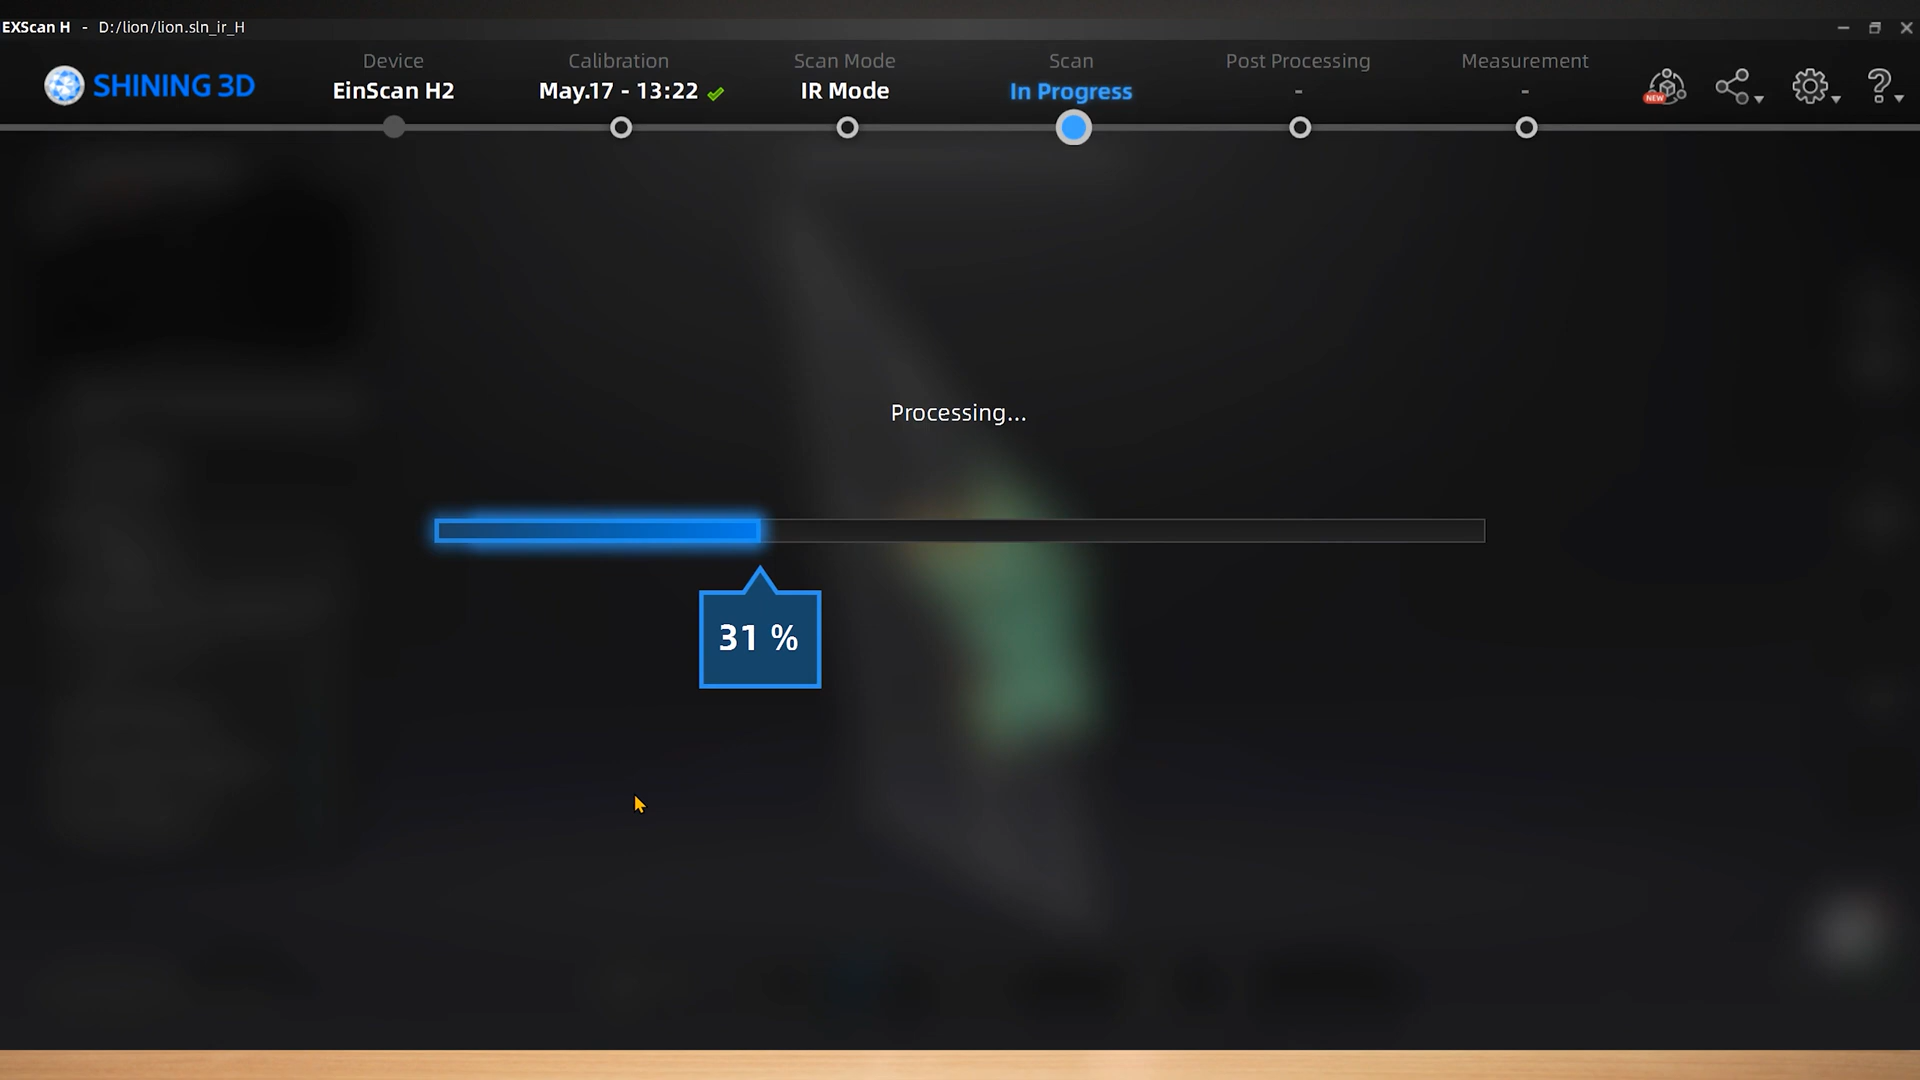 EXScan H - D:/lion/lion.sln_ir_H
SHINING 3D
Device
EinScan H2
Calibration
May.17 - 13:22
Scan Mode
IR Mode
Scan
In Progress
Post Processing
-
Measurement
-
NEW
?
Processing...
31 %